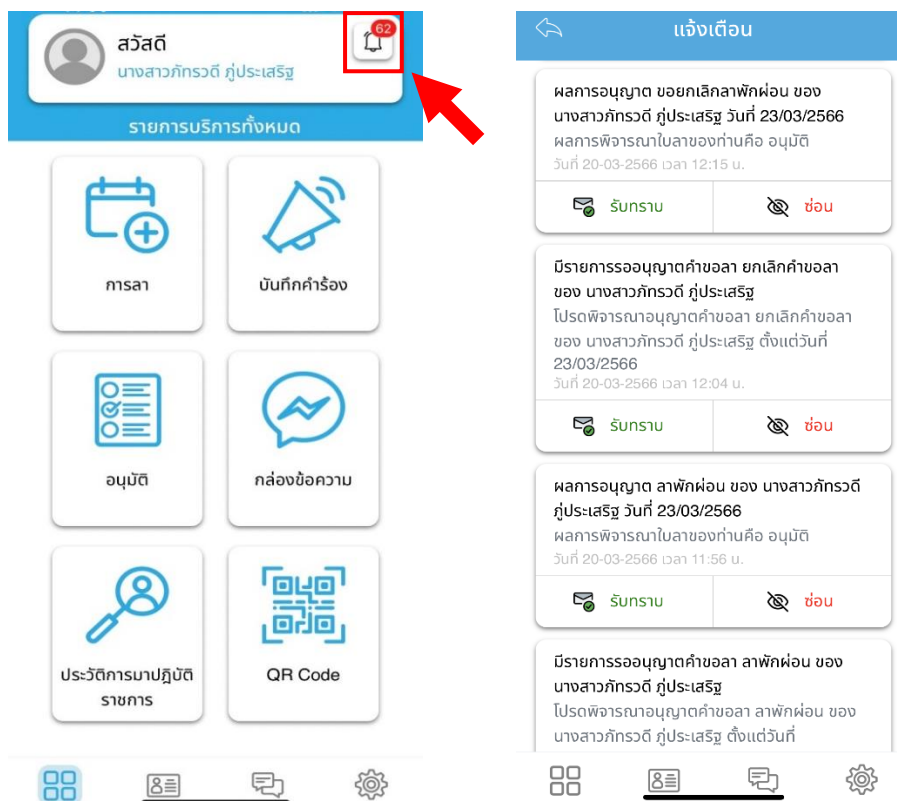 62
สวัสดี
นางสาวภัทรวดี ภู่ประเสริฐ
รายการบริการทั้งหมด
การลา
บันทึกคำร้อง
อนุมัติ
กล่องข้อความ
ประวัติการมาปฎิบัติ
ราชการ
QR Code
แจ้งเตือน
ผลการอนุญาต ขอยกเลิกลาพักผ่อน ของ
นางสาวภัทรวดี ภู่ประเสริฐ วันที่ 23/03/2566
ผลการพิจารณาใบลาของท่านคือ อนุมัติ
วันที่ 20-03-2566 เวลา 12:15 น.
รับทราบ
ซ่อน
มีรายการรออนุญาตคำขอลา ยกเลิกคำขอลา
ของ นางสาวภัทรวดี ภู่ประเสริฐ
โปรดพิจารณาอนุญาตคำขอลา ยกเลิกคำขอลา
ของ นางสาวภัทรวดี ภู่ประเสริฐ ตั้งแต่วันที่
23/03/2566
วันที่ 20-03-2566 เวลา 12:04 น.
รับทราบ
ซ่อน
ผลการอนุญาต ลาพักผ่อน ของ นางสาวภัทรวดี
ภู่ประเสริฐ วันที่ 23/03/2566
ผลการพิจารณาใบลาของท่านคือ อนุมัติ
วันที่ 20-03-2566 เวลา 11:56 น.
รับทราบ
ซ่อน
มีรายการรออนุญาตคำขอลา ลาพักผ่อน ของ
นางสาวภัทรวดี ภู่ประเสริฐ
โปรดพิจารณาอนุญาตคำขอลา ลาพักผ่อน ของ
นางสาวภัทรวดี ภู่ประเสริฐ ตั้งแต่วันที่